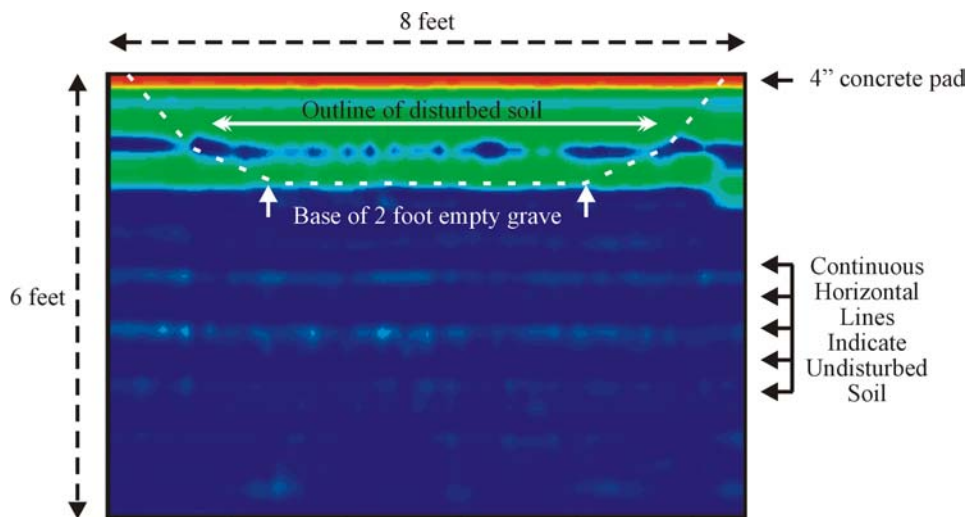 8 feet
4” concrete pad
Outline of disturbed soil
Base of 2 foot empty grave
6 feet
Continuous
Horizontal
Lines
Indicate
Undisturbed
Soil